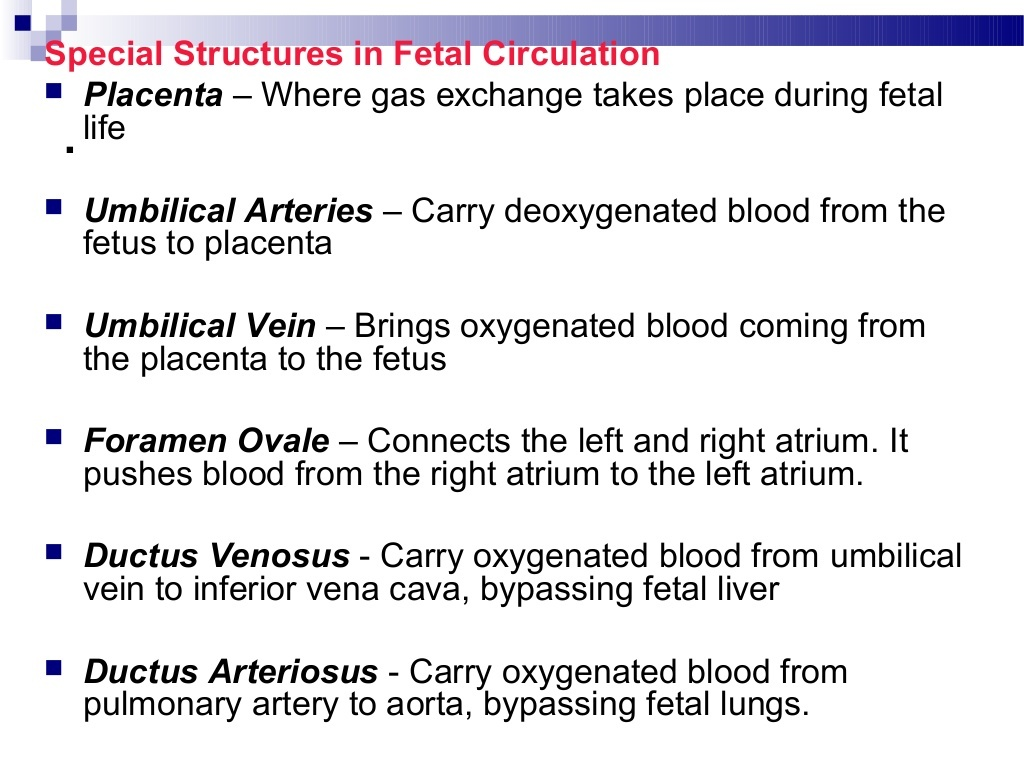 Special Structures in Fetal Circulation
Placenta – Where gas exchange takes place during fetal
life
.
Umbilical Arteries – Carry deoxygenated blood from the
fetus to placenta
Umbilical Vein – Brings oxygenated blood coming from
the placenta to the fetus
Foramen Ovale – Connects the left and right atrium. It
pushes blood from the right atrium to the left atrium.
Ductus Venosus - Carry oxygenated blood from umbilical
vein to inferior vena cava, bypassing fetal liver
Ductus Arteriosus - Carry oxygenated blood from
pulmonary artery to aorta, bypassing fetal lungs.